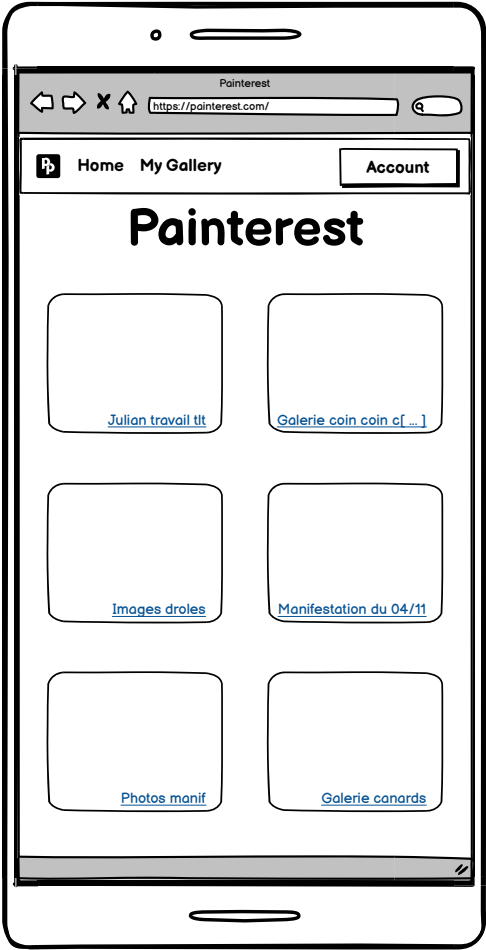 Painterest
https://painterest.com/
Pp Home My Gallery Account
Painterest
Julian travail tlt Galerie coin coin c[ ... ]
Images droles Manifestation du 04/11
Photos manif Galerie canards